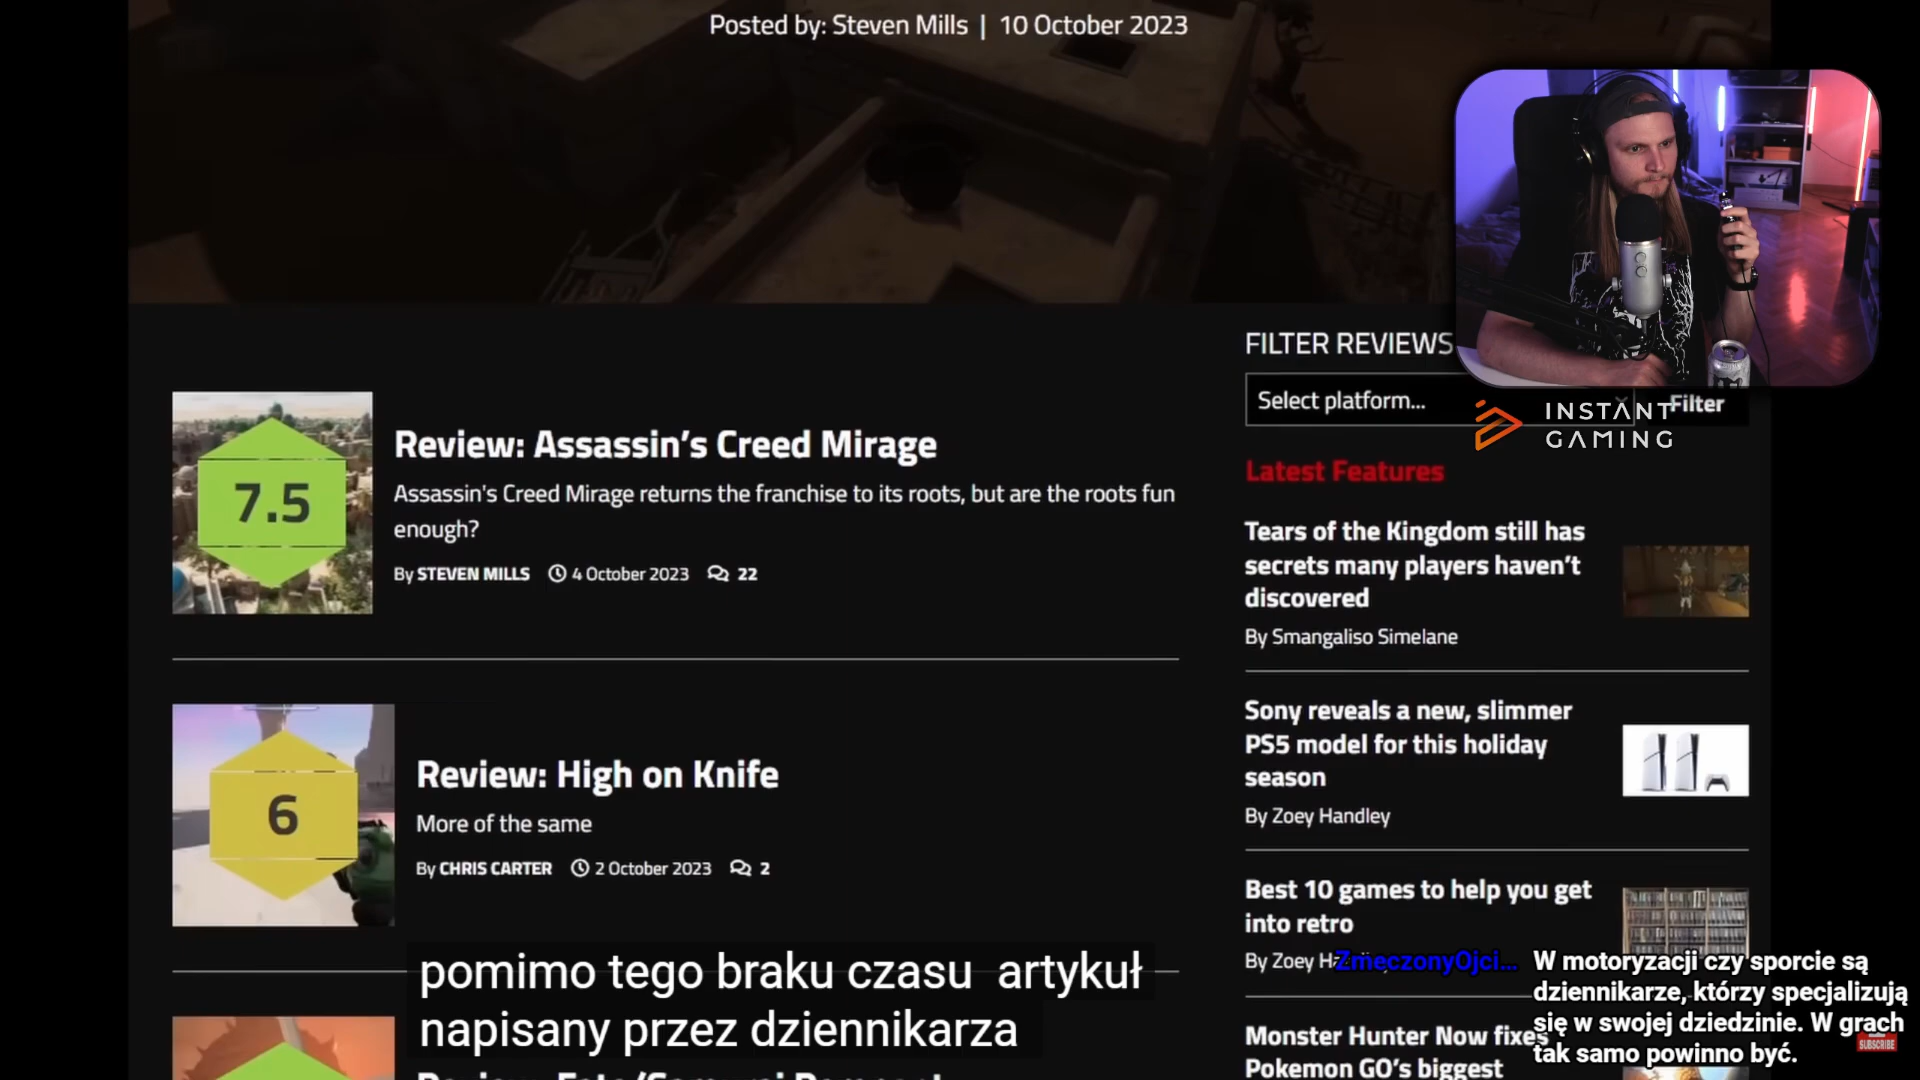 Posted by: Steven Mills | 10 October 2023
7.5
Review: Assassin’s Creed Mirage
Assassin's Creed Mirage returns the franchise to its roots, but are the roots fun
enough?
By STEVEN MILLS 4 October 2023 22
6
Review: High on Knife
More of the same
By CHRIS CARTER 2 October 2023 2
FILTER REVIEWS
Select platform...
Filter
INSTANT
GAMING
Latest Features
Tears of the Kingdom still has
secrets many players haven’t
discovered
By Smangaliso Simelane
Sony reveals a new, slimmer
PS5 model for this holiday
season
By Zoey Handley
Best 10 games to help you get
into retro
By Zoey
Monster Hunter Now fixes
Pokemon GO’s biggest
pomimo tego braku czasu artykuł
napisany przez dziennikarza
ZmęczonyOjci... W motoryzacji czy sporcie są
dziennikarze, którzy specjalizują
się w swojej dziedzinie. W grach
tak samo powinno być.
SUBSCRIBE